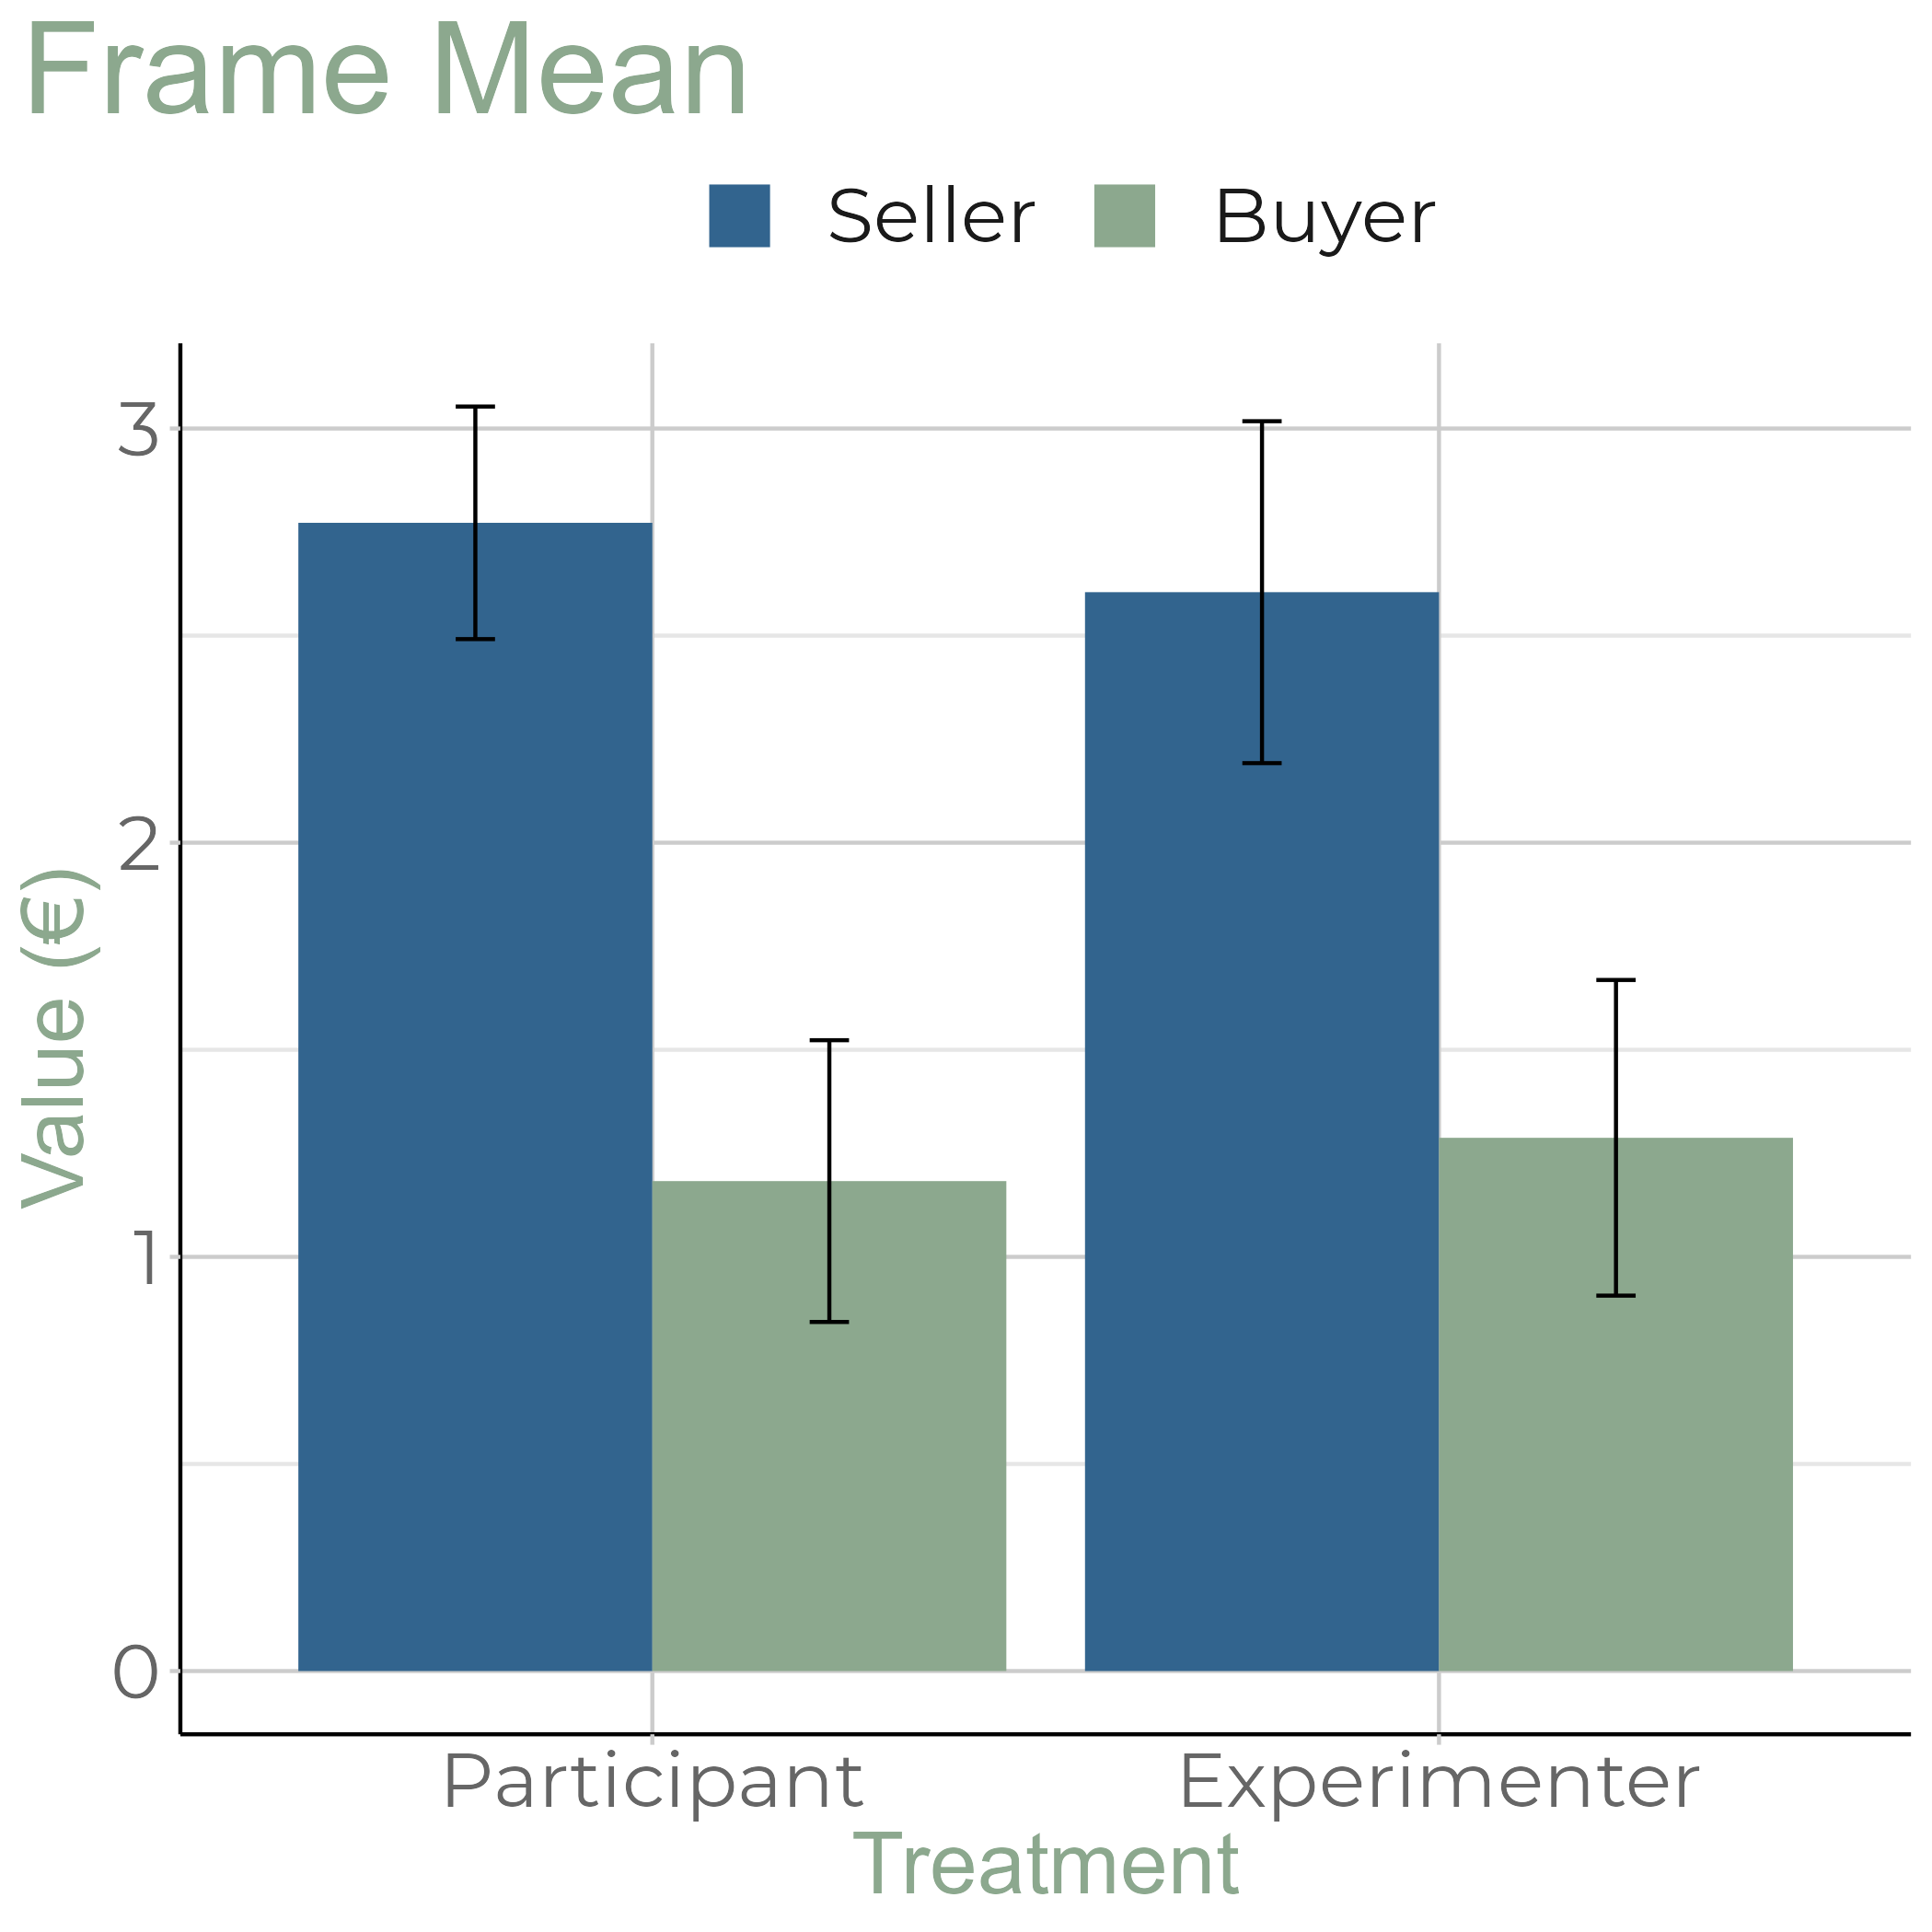 Frame Mean
Seller Buyer
3
2
1
0
Value (€)
Participant Experimenter
Treatment